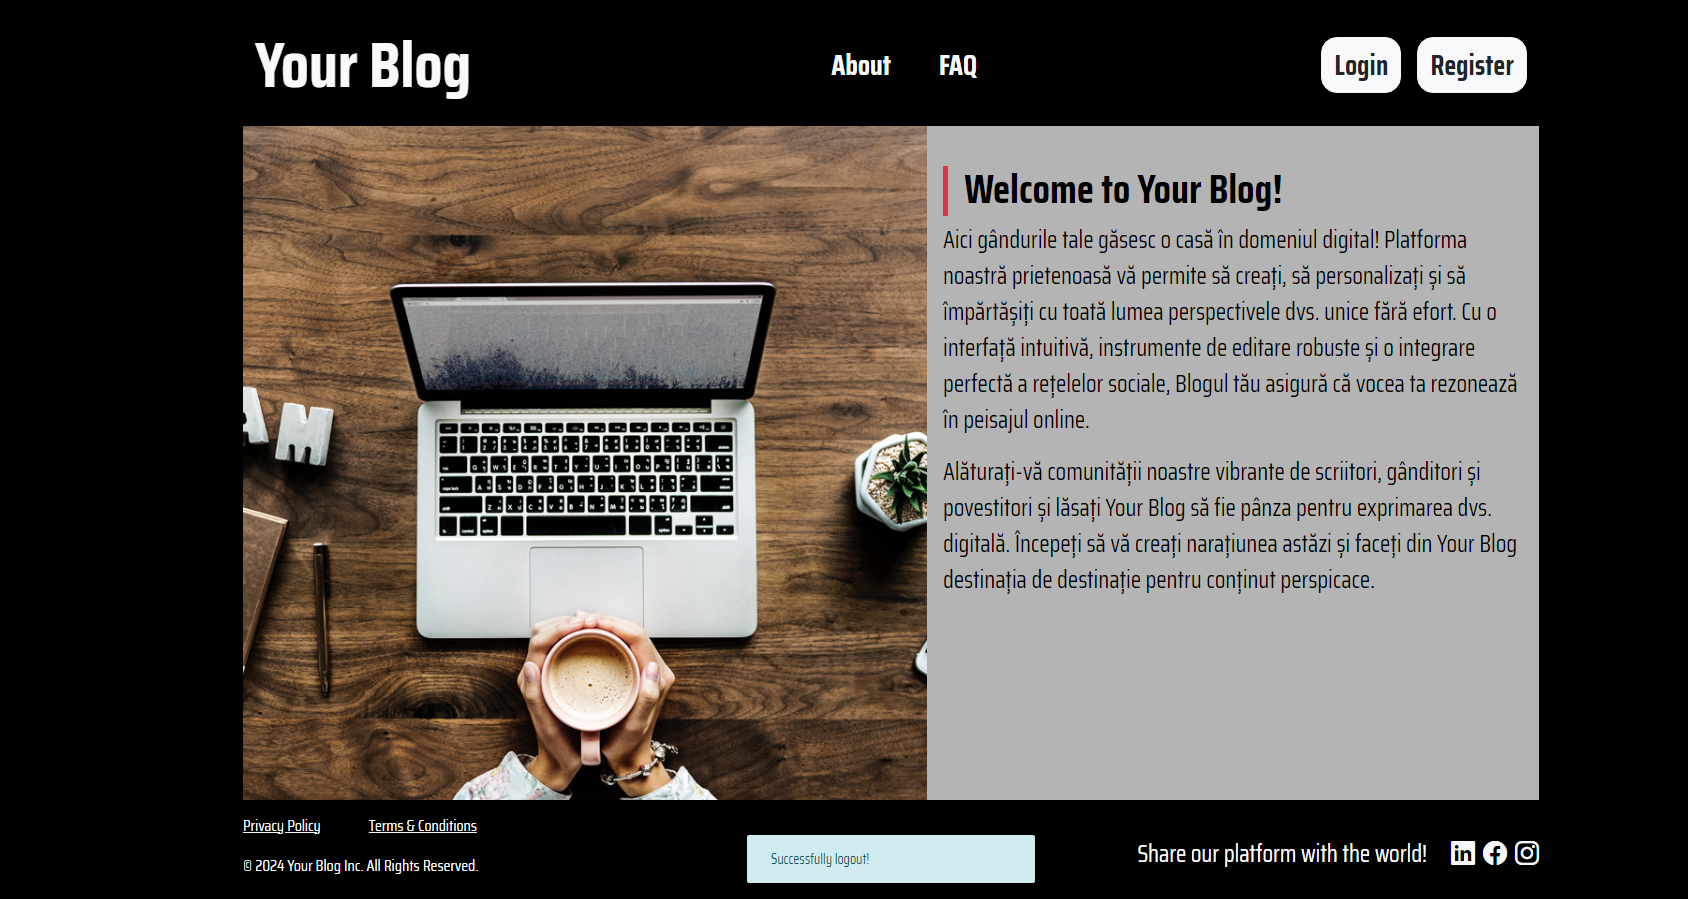 Your Blog
About
FAQ
Login
Register
Welcome to Your Blog!
Aici gândurile tale găsesc o casă în domeniul digital! Platforma
noastră prietenoasă vă permite să creați, să personalizați și să
împărtășiți cu toată lumea perspectivele dvs. unice fără efort. Cu o
interfață intuitivă, instrumente de editare robuste și o integrare
perfectă a rețelelor sociale, Blogul tău asigură că vocea ta rezonează
în peisajul online.
Alăturați-vă comunității noastre vibrante de scriitori, gânditori și
povestitori și lăsați Your Blog să fie pânza pentru exprimarea dvs.
digitală. Începeți să vă creați narațiunea astăzi și faceți din Your Blog
destinația de destinație pentru conținut perspicace.
Privacy Policy
Terms & Conditions
© 2024 Your Blog Inc. All Rights Reserved.
Successfully logout!
Share our platform with the world!